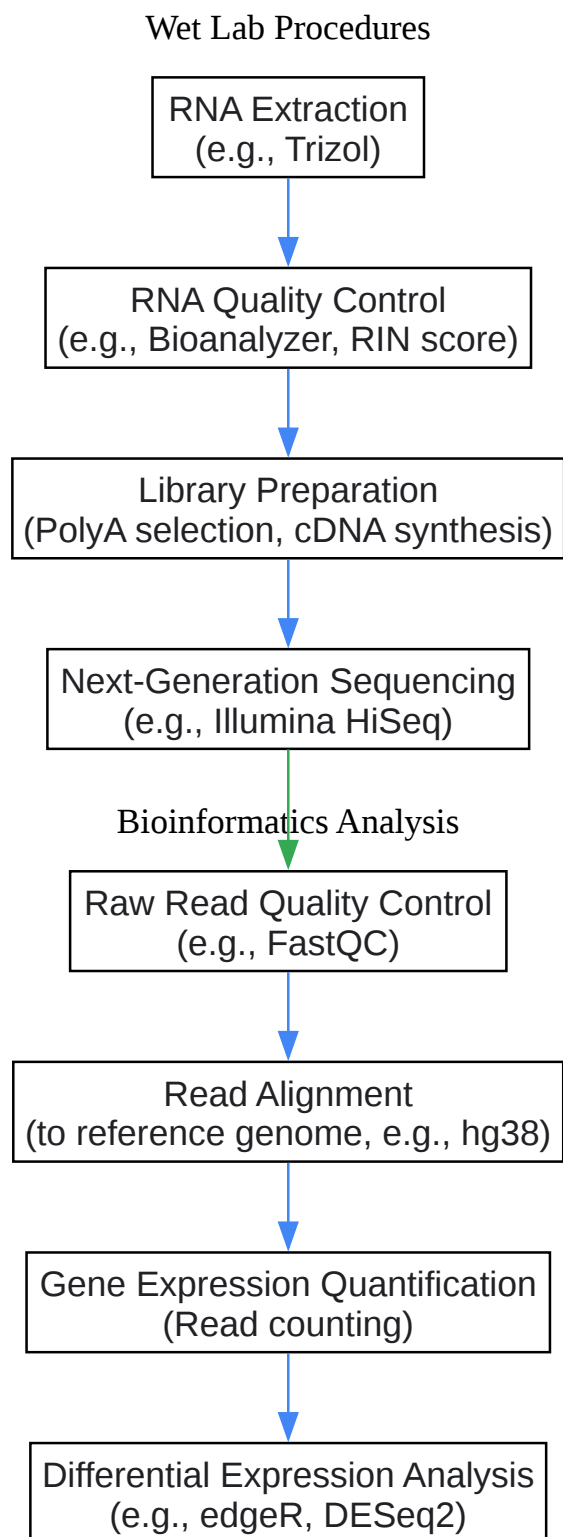 Wet Lab Procedures
RNA Extraction
(e.g., Trizol)
RNA Quality Control
(e.g., Bioanalyzer, RIN score)
Library Preparation
(PolyA selection, cDNA synthesis)
Next-Generation Sequencing
(e.g., Illumina HiSeq)
Bioinformatics Analysis
Raw Read Quality Control
(e.g., FastQC)
Read Alignment
(to reference genome, e.g., hg38)
Gene Expression Quantification
(Read counting)
Differential Expression Analysis
(e.g., edgeR, DESeq2)